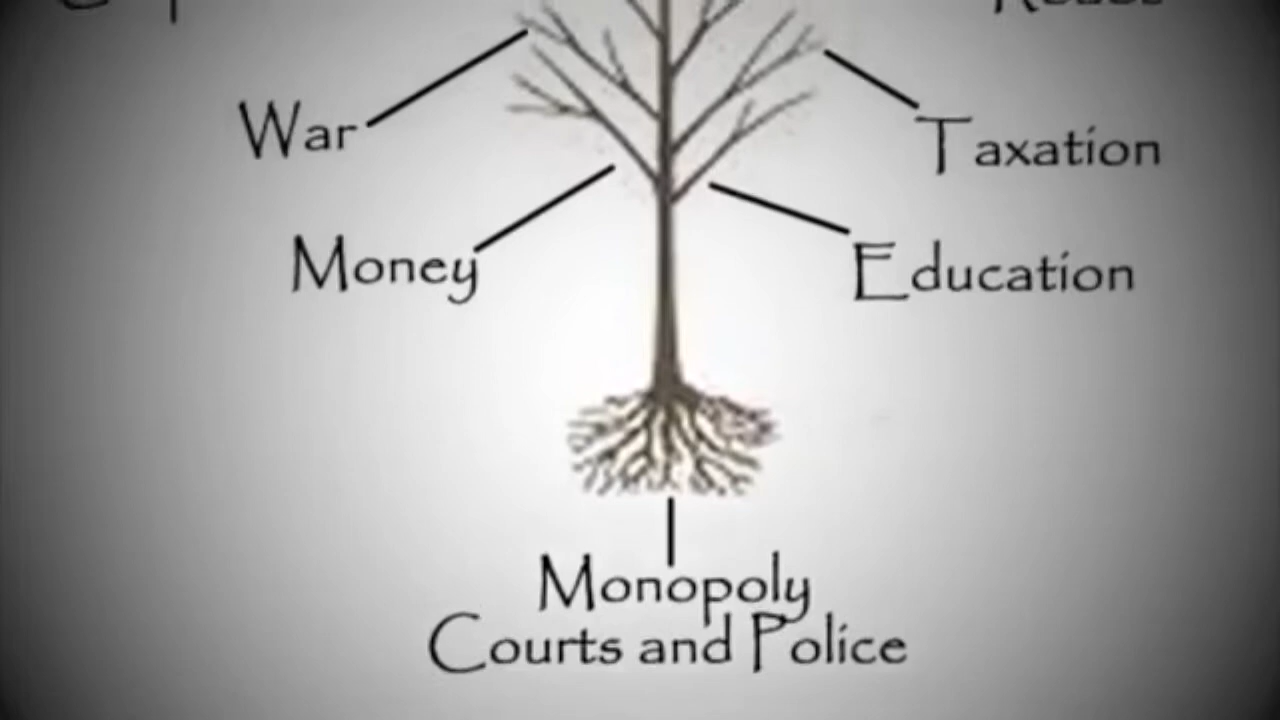 War
Taxation
Money
Education
Monopoly
Courts and Police